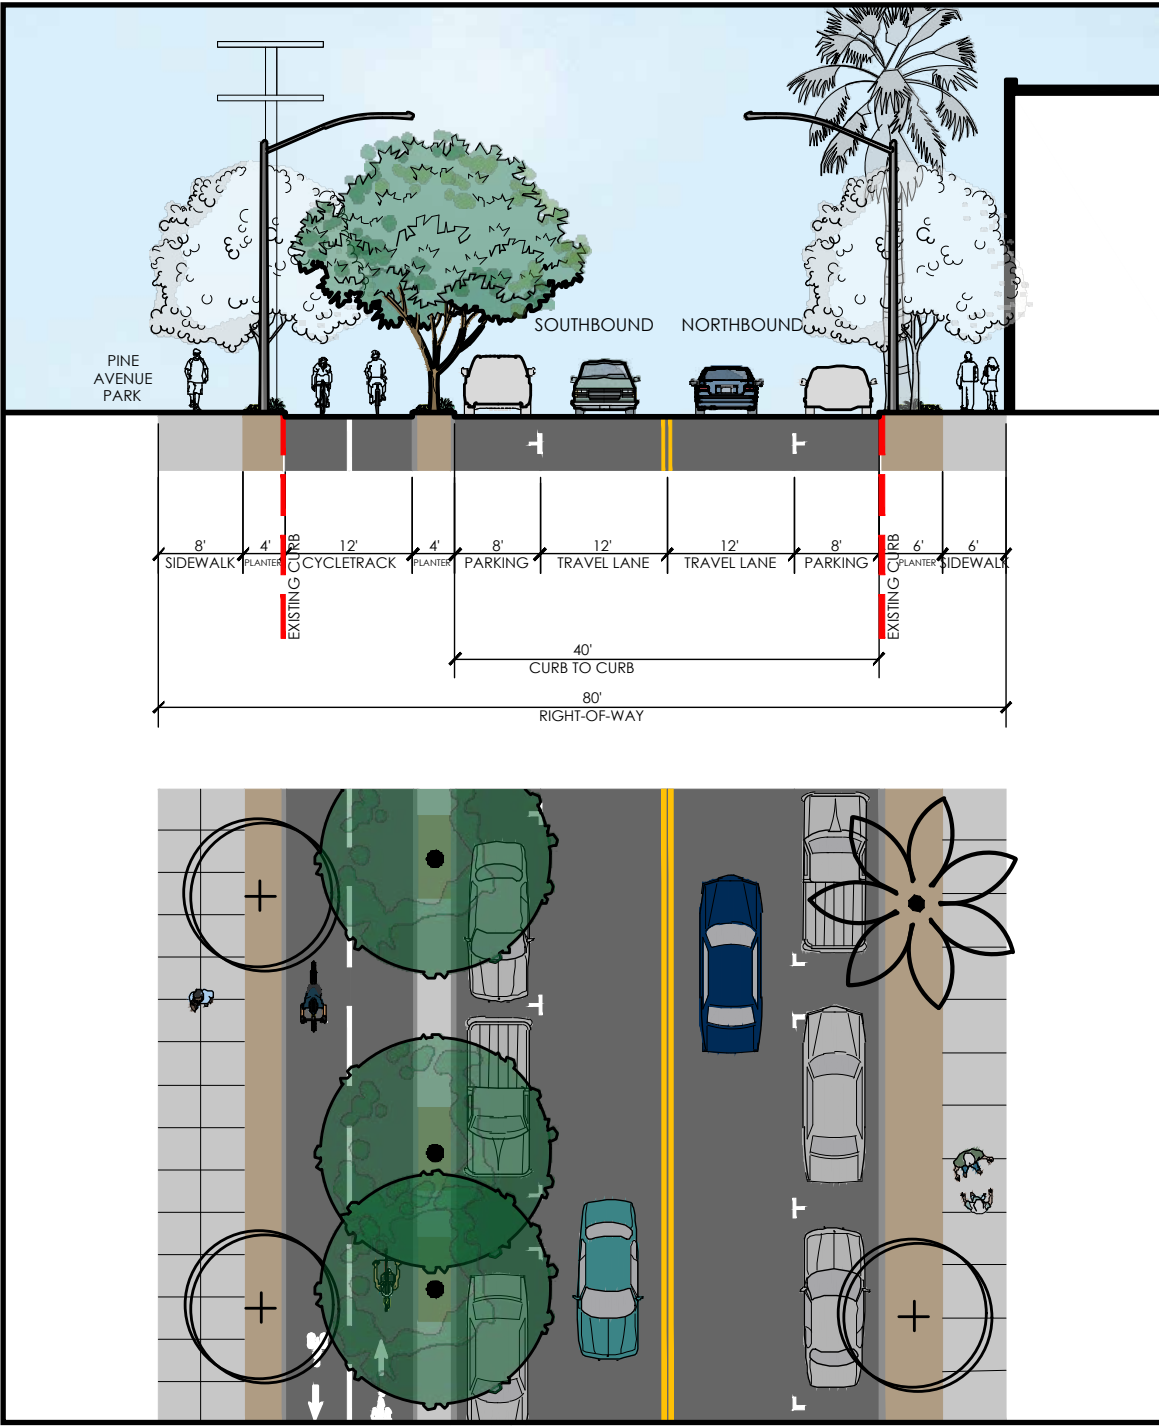 SOUTHBOUND
NORTHBOUND
PINE
AVENUE
PARK
8'
4'
12'
4'
8'
12'
12'
8'
6'
6'
SIDEWALK
PLANTER
CYCLETRACK
PLANTER
PARKING
TRAVEL LANE
TRAVEL LANE
PARKING
PLANTER
SIDEWALK
EXISTING CURB
EXISTING CURB
40'
CURB TO CURB
80'
RIGHT-OF-WAY